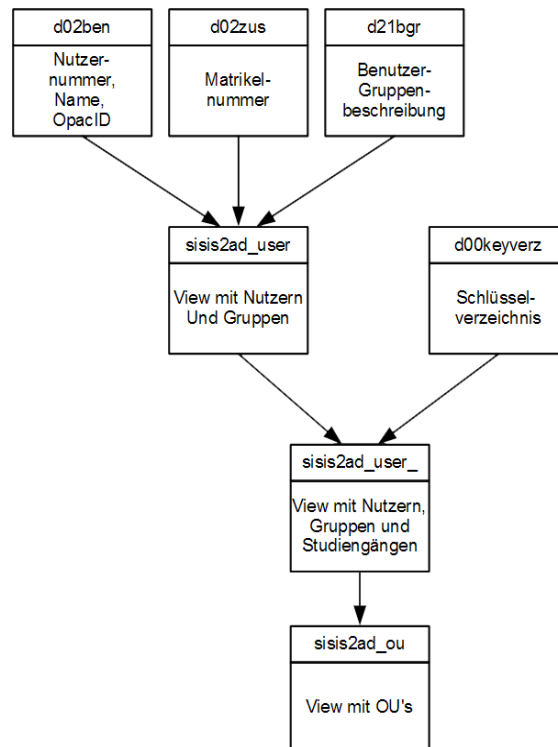 d02ben
Nutzer-
nummer,
Name,
OpacID
d02zus
Matrikel-
nummer
d21bgr
Benutzer-
Gruppen-
beschreibung
sisis2ad_user
View mit Nutzern
Und Gruppen
d00keyverz
Schlüssel-
verzeichnis
sisis2ad_user_
View mit Nutzern,
Gruppen und
Studiengängen
sisis2ad_ou
View mit OU's